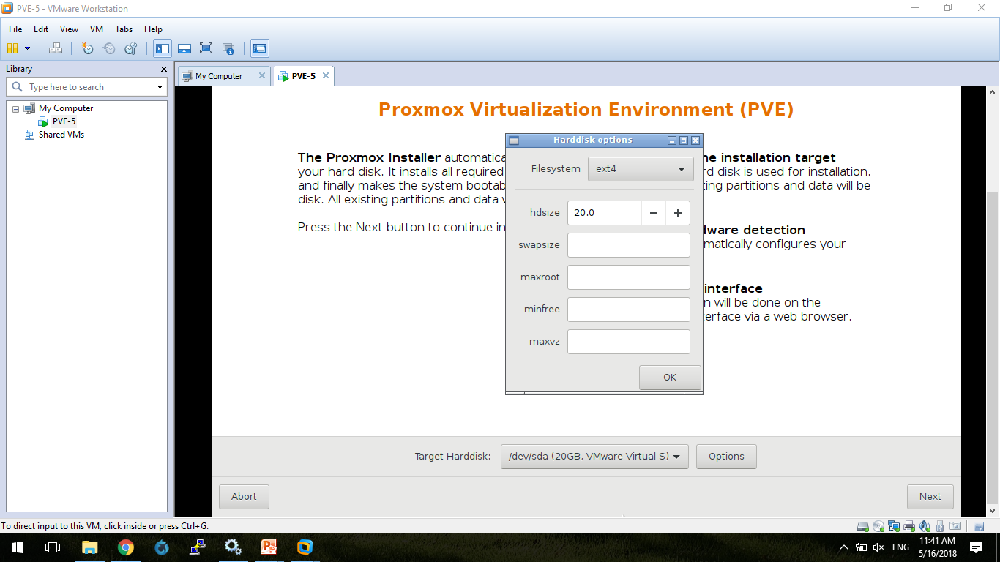 PVE-5 - VMware Workstation
File Edit View VM Tabs Help
Library
Type here to search
My Computer
PVE-5
Shared VMs
My Computer
PVE-5
Proxmox Virtualization Environment (PVE)
The Proxmox Installer automatica
your hard disk. It installs all required
and finally makes the system bootab
disk. All existing partitions and data
Press the Next button to continue in
he installation target
rd disk is used for installation.
ting partitions and data will be
dware detection
matically configures your
interface
n will be done on the
terface via a web browser.
Harddisk options
Filesystem ext4
hdsize 20.0
swapsize
maxroot
minfree
maxvz
OK
Target Harddisk: /dev/sda (20GB, VMware Virtual S) Options
Abort Next
To direct input to this VM, click inside or press Ctrl+G.
ENG
11:41 AM
5/16/2018